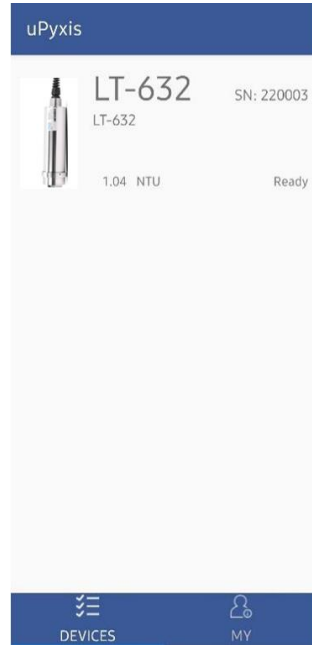 uPyxis
LT-632 SN: 220003
LT-632
1.04 NTU Ready
DEVICES MY